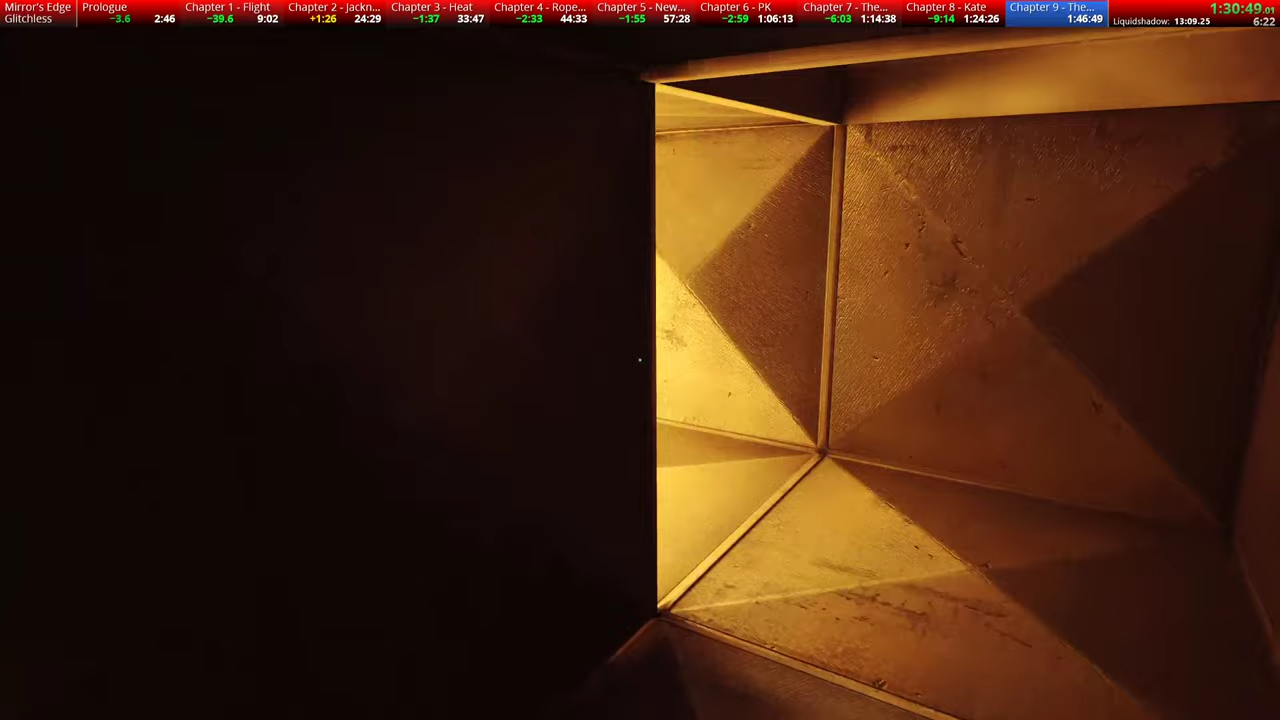 Mirror's Edge
Glitchless
Prologue
−3.6 2:46
Chapter 1 - Flight
−39.6 9:02
Chapter 2 - Jackn...
+1:26 24:29
Chapter 3 - Heat
−1:37 33:47
Chapter 4 - Rope...
−2:33 44:33
Chapter 5 - New...
−1:55 57:28
Chapter 6 - PK
−2:59 1:06:13
Chapter 7 - The...
−6:03 1:14:38
Chapter 8 - Kate
−9:14 1:24:26
Chapter 9 - The...
1:46:49
1:30:49.01
Liquidshadow: 13:09.25 6:22